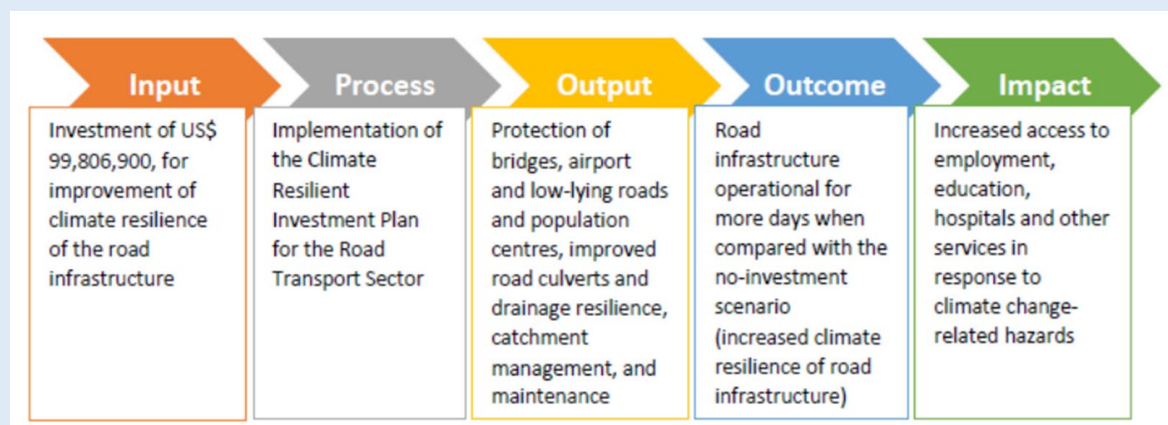 Input
Investment of US$
99,806,900, for
improvement of
climate resilience
of the road
infrastructure
Process
Implementation of
the Climate
Resilient
Investment Plan
for the Road
Transport Sector
Output
Protection of
bridges, airport
and low-lying roads
and population
centres, improved
road culverts and
drainage resilience,
catchment
management, and
maintenance
Outcome
Road
infrastructure
operational for
more days when
compared with the
no-investment
scenario
(increased climate
resilience of road
infrastructure)
Impact
Increased access to
employment,
education,
hospitals and other
services in
response to
climate change-
related hazards